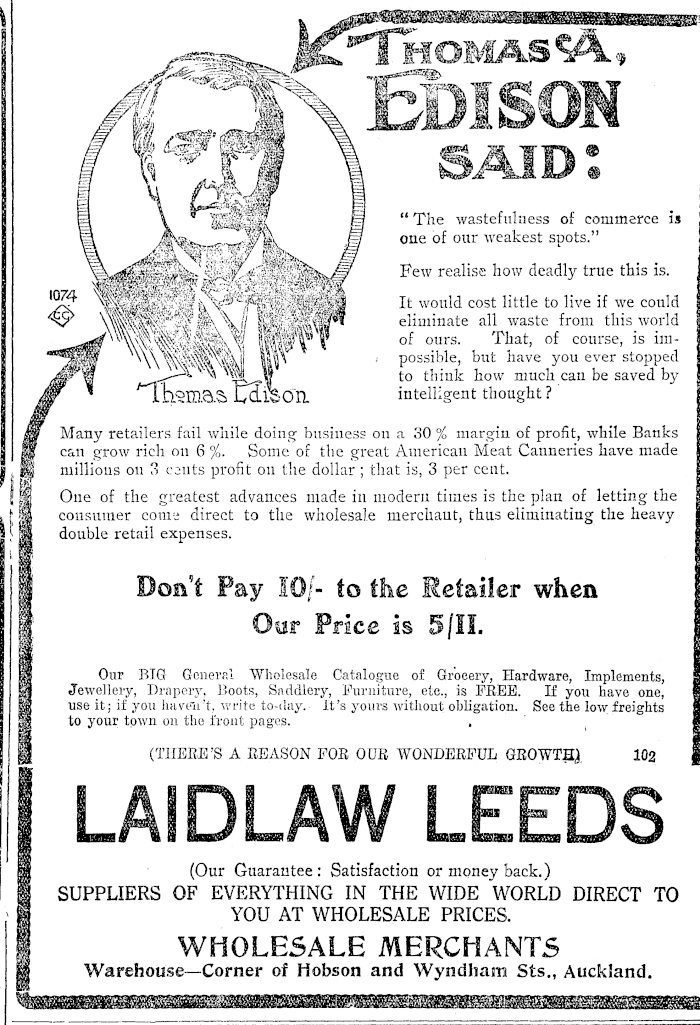 THOMAS A,
EDISON
SAID:
" The wastefulness of commerce is
one of our weakest spots."
Few realise how deadly true this is.
It would cost little to live if we could
eliminate all waste from this world
of ours. That, of course, is im-
possible, but have you ever stopped
to think how much can be saved by
intelligent thought?
1074
CG
Thomas Edison
Many retailers fail while doing business on a 30 % margin of profit, while Banks
can grow rich on 6 %. Some of the great American Meat Canneries have made
millions on 3 cents profit on the dollar; that is, 3 per cent.
One of the greatest advances made in modern times is the plan of letting the
consumer come direct to the wholesale merchant, thus eliminating the heavy
double retail expenses.
Don't Pay 10/- to the Retailer when
Our Price is 5/11.
Our BIG General Wholesale Catalogue of Grocery, Hardware, Implements,
Jewellery, Drapery, Boots, Saddlery, Furniture, etc., is FREE. If you have one,
use it; if you haven't, write to-day. It's yours without obligation. See the low freights
to your town on the front pages.
(THERE'S A REASON FOR OUR WONDERFUL GROWTH) 102
LAIDLAW LEEDS
(Our Guarantee: Satisfaction or money back.)
SUPPLIERS OF EVERYTHING IN THE WIDE WORLD DIRECT TO
YOU AT WHOLESALE PRICES.
WHOLESALE MERCHANTS
Warehouse—Corner of Hobson and Wyndham Sts., Auckland.